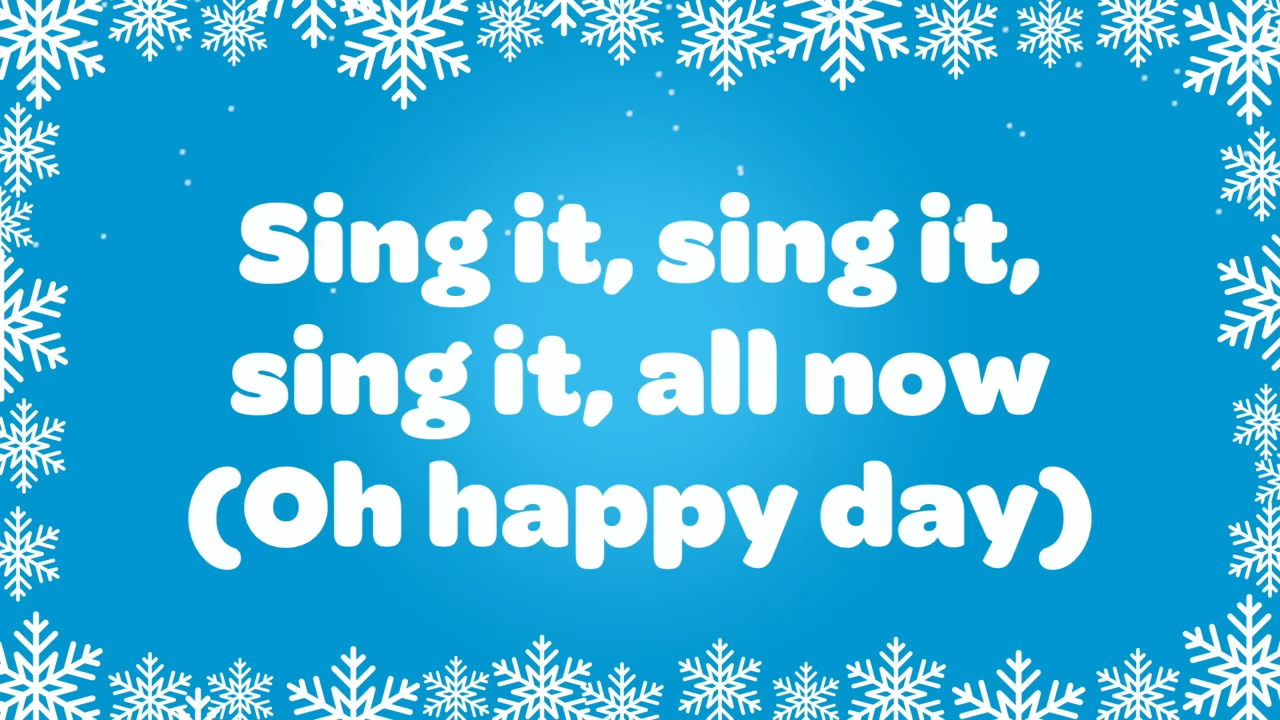 Sing it, sing it,
sing it, all now
(Oh happy day)